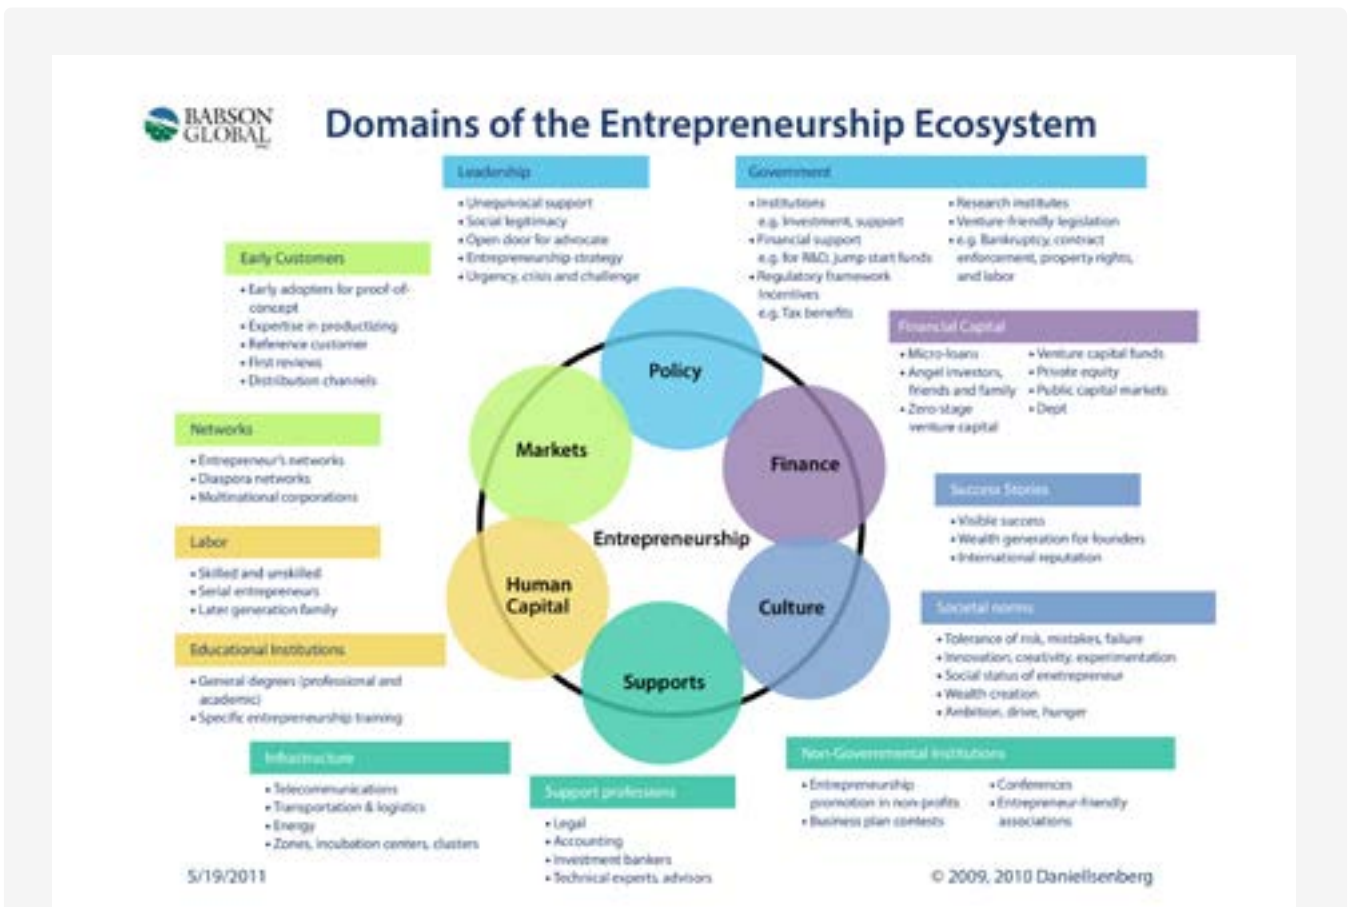 BABSON
GLOBAL
Domains of the Entrepreneurship Ecosystem
Leadership
• Unequivocal support
• Social legitimacy
• Open door for advocate
• Entrepreneurship strategy
• Urgency, crisis and challenge
Government
• Institutions
e.g. Investment, support
• Financial support
e.g. for R&D, jump start funds
• Regulatory framework
Incentives
e.g. Tax benefits
• Research institutes
• Venture-friendly legislation
• e.g. Bankruptcy, contract
enforcement, property rights,
and labor
Early Customers
• Early adopters for proof-of-
concept
• Expertise in productizing
• Reference customer
• First reviews
• Distribution channels
Financial Capital
• Micro-loans
• Angel investors,
friends and family
• Zero-stage
venture capital
• Venture capital funds
• Private equity
• Public capital markets
• Dept
Networks
• Entrepreneur's networks
• Diaspora networks
• Multinational corporations
Policy
Markets
Finance
Entrepreneurship
Human
Capital
Culture
Supports
Success Stories
• Visible success
• Wealth generation for founders
• International reputation
Labor
• Skilled and unskilled
• Serial entrepreneurs
• Later generation family
Societal norms
• Tolerance of risk, mistakes, failure
• Innovation, creativity, experimentation
• Social status of enetrepreneur
• Wealth creation
• Ambition, drive, hunger
Educational Institutions
• General degrees (professional and
academic)
• Specific entrepreneurship training
Infrastructure
• Telecommunications
• Transportation & logistics
• Energy
• Zones, incubation centers, clusters
Support professions
• Legal
• Accounting
• Investment bankers
• Technical experts, advisors
Non-Governmental Institutions
• Entrepreneurship
promotion in non-profits
• Business plan contests
• Conferences
• Entrepreneur-friendly
associations
5/19/2011
© 2009, 2010 DanielIsenberg